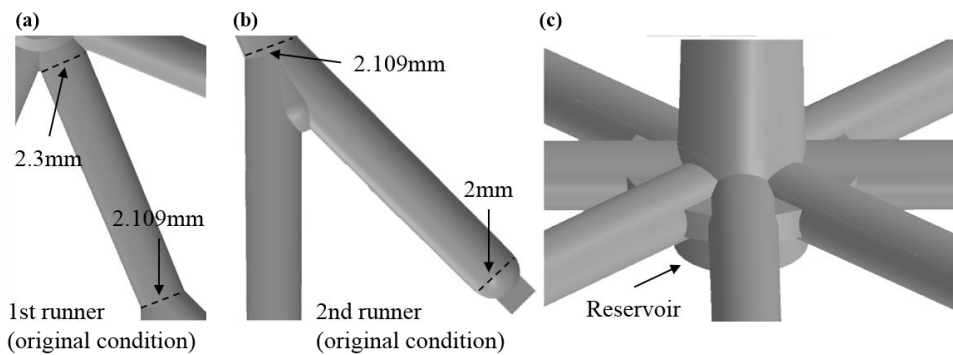 (a)
2.3mm
2.109mm
1st runner
(original condition)
(b)
2.109mm
2mm
2nd runner
(original condition)
(c)
Reservoir